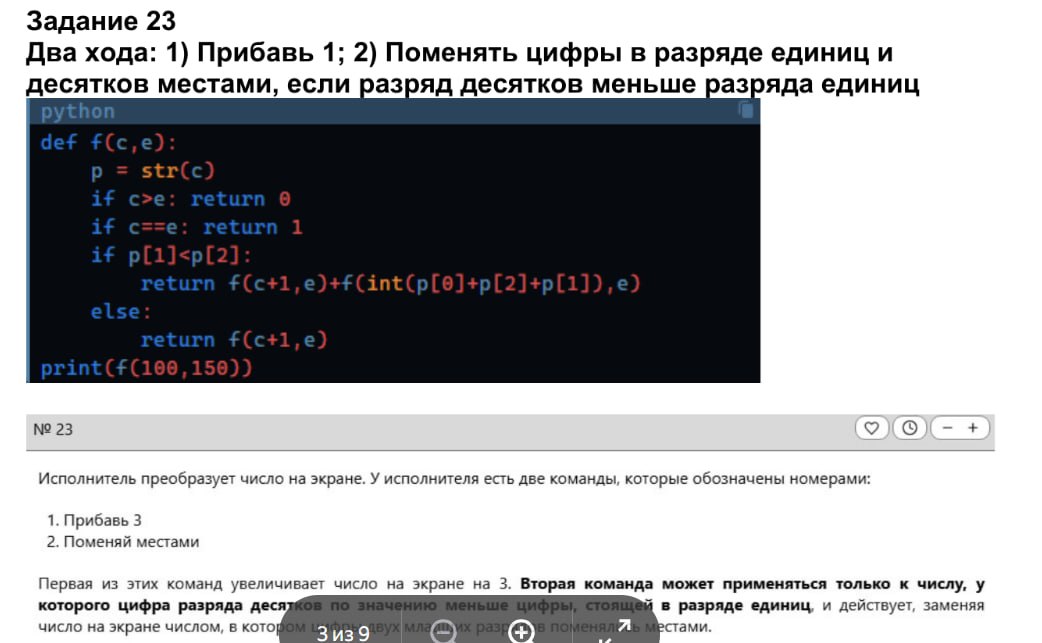 Задание 23
Два хода: 1) Прибавь 1; 2) Поменять цифры в разряде единиц и
десятков местами, если разряд десятков меньше разряда единиц
python
def f(c,e):
    p = str(c)
    if c>e: return 0
    if c==e: return 1
    if p[1]<p[2]:
        return f(c+1,e)+f(int(p[0]+p[2]+p[1]),e)
    else:
        return f(c+1,e)
print(f(100,150))
№ 23
Исполнитель преобразует число на экране. У исполнителя есть две команды, которые обозначены номерами:
1. Прибавь 3
2. Поменяй местами
Первая из этих команд увеличивает число на экране на 3. Вторая команда может применяться только к числу, у
которого цифра разряда десятков по значению меньше цифры, стоящей в разряде единиц, и действует, заменяя
число на экране числом, в котором цифры двух младших разрядов поменялись местами.
3 из 9